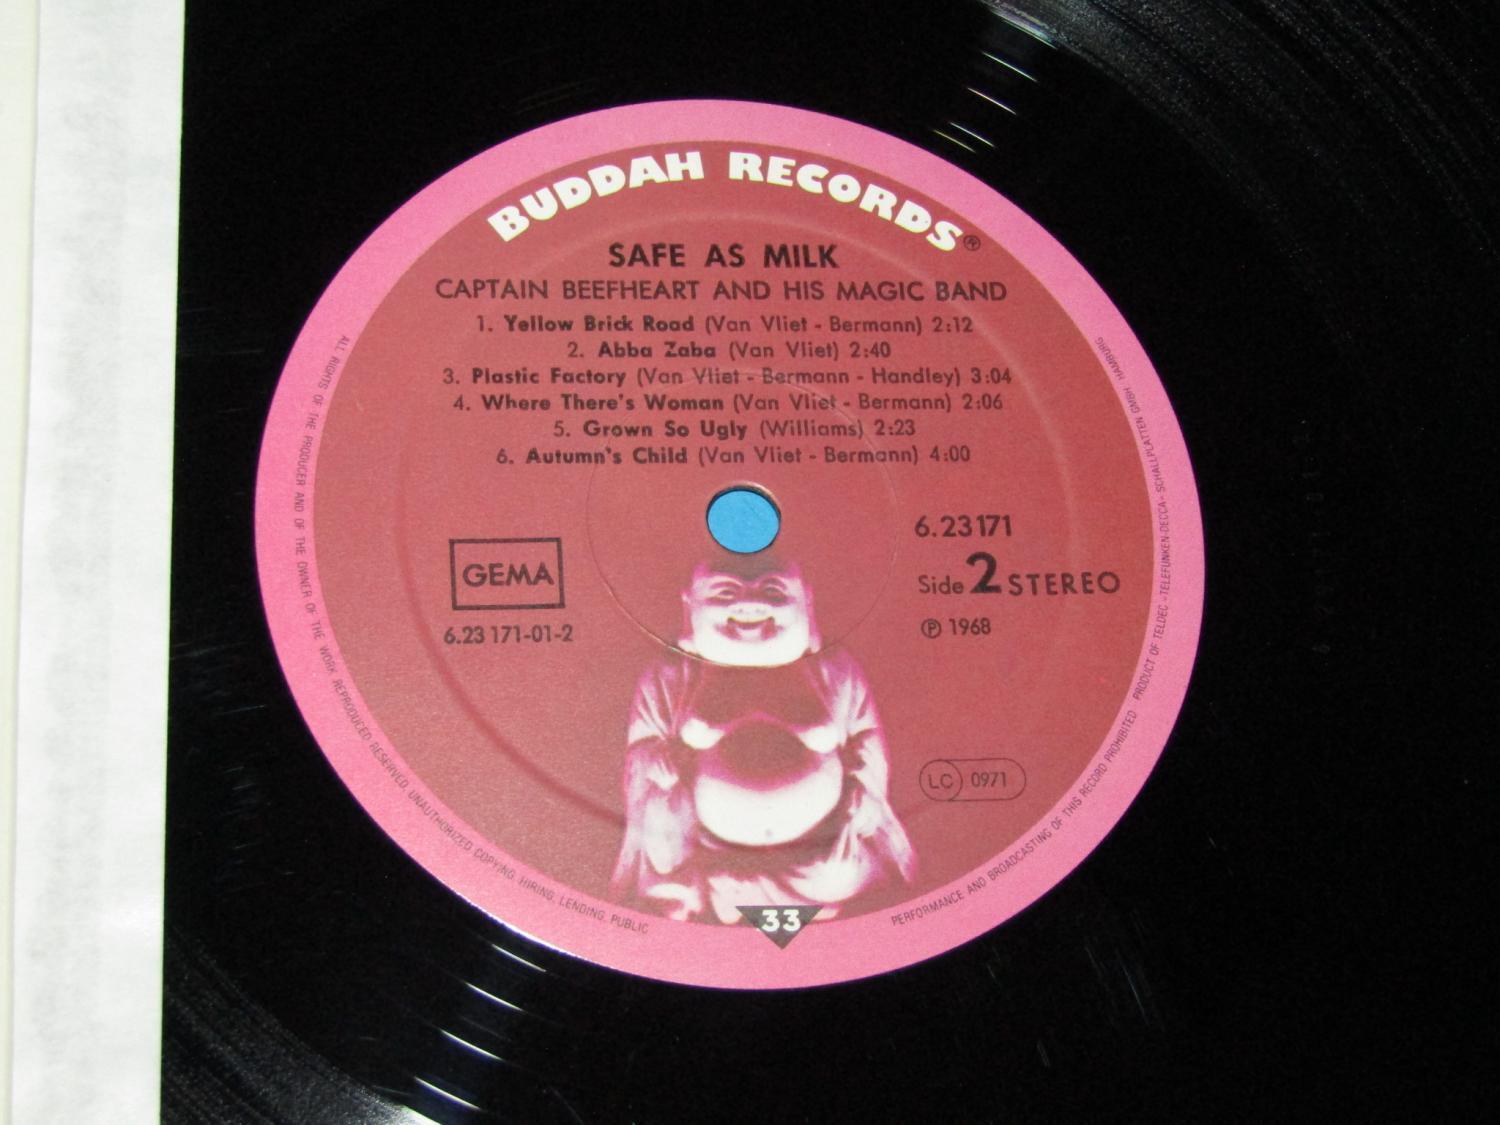 BUDDAH RECORDS®
SAFE AS MILK
CAPTAIN BEEFHEART AND HIS MAGIC BAND
1. Yellow Brick Road (Van Vliet - Bermann) 2:12
2. Abba Zaba (Van Vliet) 2:40
3. Plastic Factory (Van Vliet - Bermann - Handley) 3:04
4. Where There's Woman (Van Vliet - Bermann) 2:06
5. Grown So Ugly (Williams) 2:23
6. Autumn's Child (Van Vliet - Bermann) 4:00
GEMA
6.23 171-01-2
6.23171
Side 2 STEREO
℗ 1968
LC 0971
33
ALL RIGHTS OF THE PRODUCER AND OF THE OWNER OF THE WORK REPRODUCED RESERVED. UNAUTHORIZED COPYING, HIRING, LENDING, PUBLIC PERFORMANCE AND BROADCASTING OF THIS RECORD PROHIBITED PRODUCT OF TELDEC »TELEFUNKEN-DECCA« SCHALLPLATTEN GMBH HAMBURG